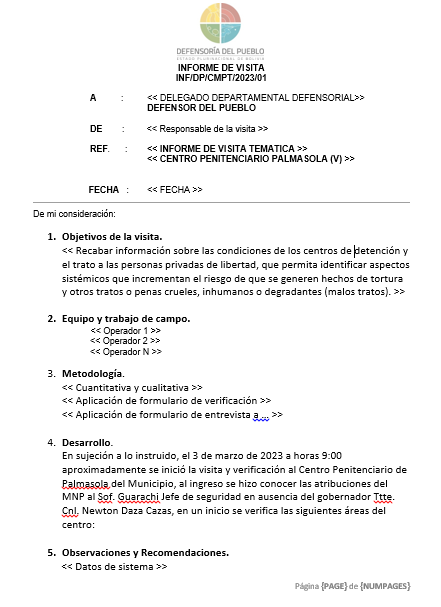 DEFENSORÍA DEL PUEBLO
ESTADO PLURINACIONAL DE BOLIVIA
INFORME DE VISITA
INF/DP/CMPT/2023/01
A : << DELEGADO DEPARTAMENTAL DEFENSORIAL>>
DEFENSOR DEL PUEBLO
DE : << Responsable de la visita >>
REF. : << INFORME DE VISITA TEMATICA >>
<< CENTRO PENITENCIARIO PALMASOLA (V) >>
FECHA : << FECHA >>
De mi consideración:
1. Objetivos de la visita.
<< Recabar información sobre las condiciones de los centros de detención y
el trato a las personas privadas de libertad, que permita identificar aspectos
sistémicos que incrementan el riesgo de que se generen hechos de tortura
y otros tratos o penas crueles, inhumanos o degradantes (malos tratos). >>
2. Equipo y trabajo de campo.
<< Operador 1 >>
<< Operador 2 >>
<< Operador N >>
3. Metodología.
<< Cuantitativa y cualitativa >>
<< Aplicación de formulario de verificación >>
<< Aplicación de formulario de entrevista a ... >>
4. Desarrollo.
En sujeción a lo instruido, el 3 de marzo de 2023 a horas 9:00
aproximadamente se inició la visita y verificación al Centro Penitenciario de
Palmasola del Municipio, al ingreso se hizo conocer las atribuciones del
MNP al Sof. Guarachi Jefe de seguridad en ausencia del gobernador Ttte.
Cnl. Newton Daza Cazas, en un inicio se verifica las siguientes áreas del
centro:
5. Observaciones y Recomendaciones.
<< Datos de sistema >>
Página {PAGE} de {NUMPAGES}